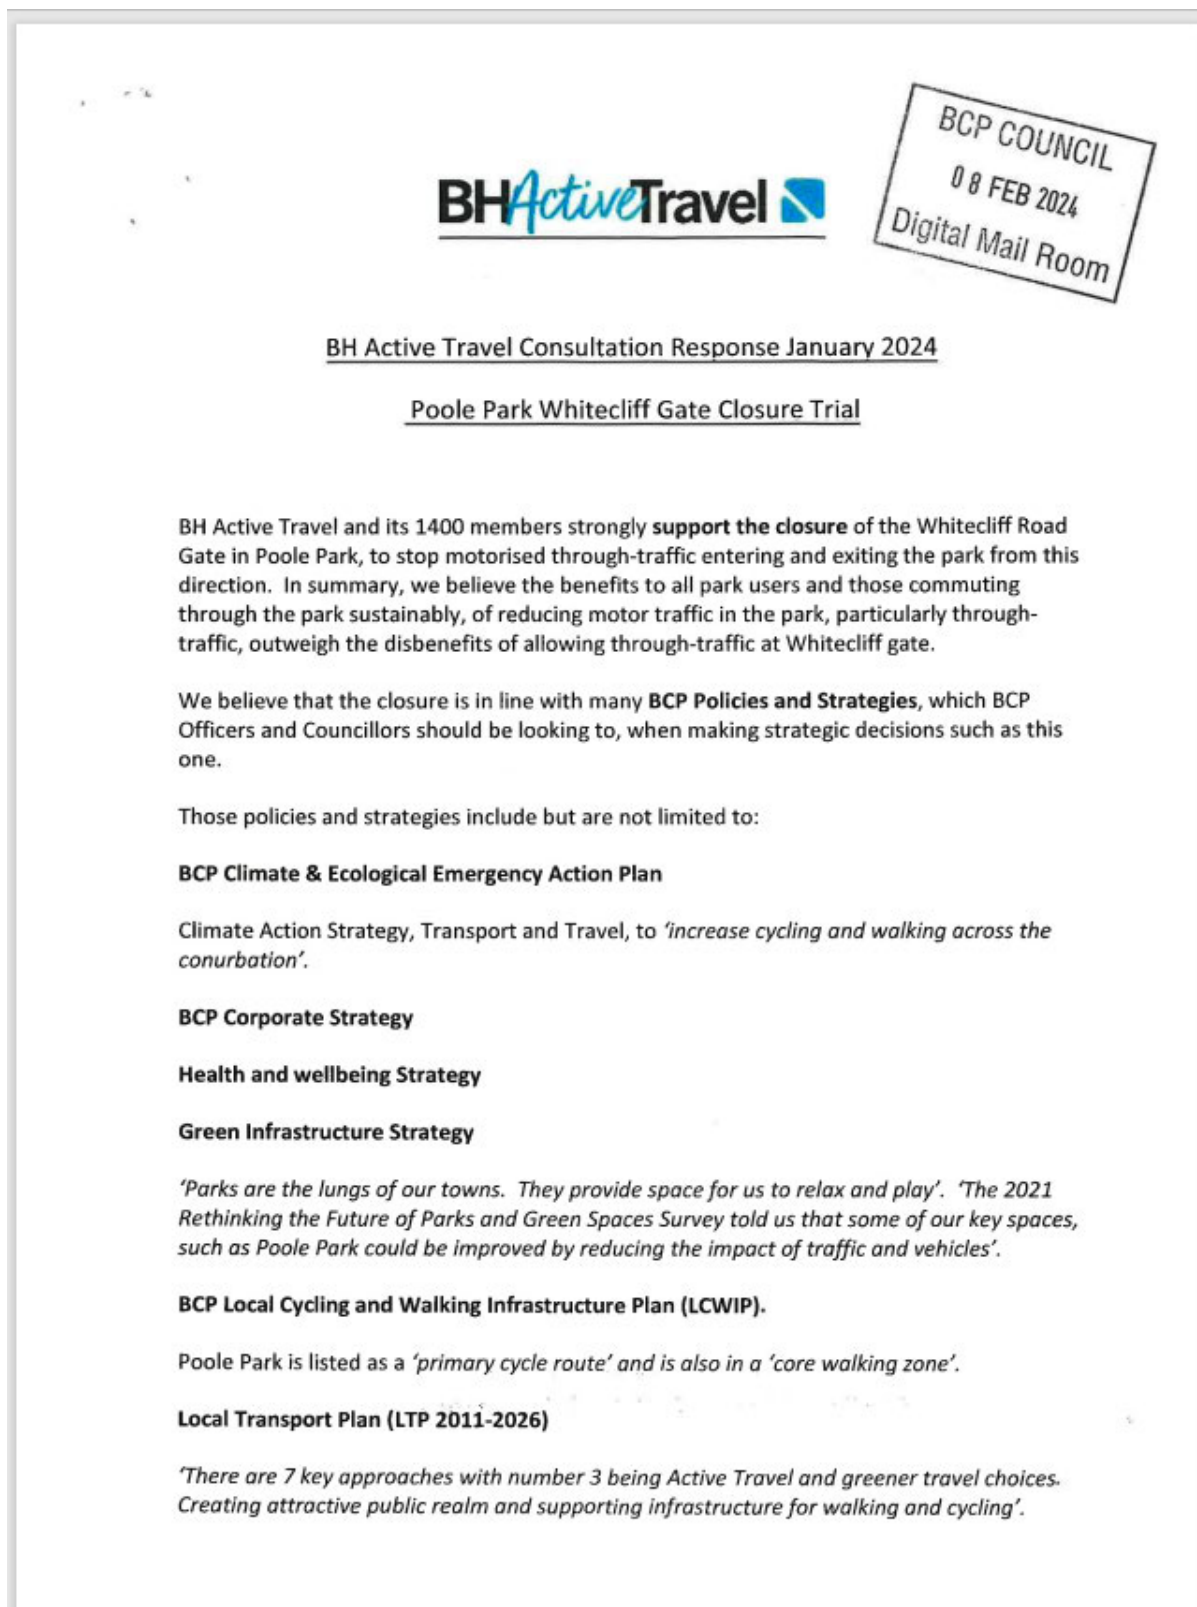 BCP COUNCIL
08 FEB 2024
Digital Mail Room
BHActiveTravel
BH Active Travel Consultation Response January 2024
Poole Park Whitecliff Gate Closure Trial
BH Active Travel and its 1400 members strongly support the closure of the Whitecliff Road
Gate in Poole Park, to stop motorised through-traffic entering and exiting the park from this
direction.  In summary, we believe the benefits to all park users and those commuting
through the park sustainably, of reducing motor traffic in the park, particularly through-
traffic, outweigh the disbenefits of allowing through-traffic at Whitecliff gate.
We believe that the closure is in line with many BCP Policies and Strategies, which BCP
Officers and Councillors should be looking to, when making strategic decisions such as this
one.
Those policies and strategies include but are not limited to:
BCP Climate & Ecological Emergency Action Plan
Climate Action Strategy, Transport and Travel, to ‘increase cycling and walking across the
conurbation’.
BCP Corporate Strategy
Health and wellbeing Strategy
Green Infrastructure Strategy
‘Parks are the lungs of our towns.  They provide space for us to relax and play’.  ‘The 2021
Rethinking the Future of Parks and Green Spaces Survey told us that some of our key spaces,
such as Poole Park could be improved by reducing the impact of traffic and vehicles’.
BCP Local Cycling and Walking Infrastructure Plan (LCWIP).
Poole Park is listed as a ‘primary cycle route’ and is also in a ‘core walking zone’.
Local Transport Plan (LTP 2011-2026)
‘There are 7 key approaches with number 3 being Active Travel and greener travel choices.
Creating attractive public realm and supporting infrastructure for walking and cycling’.